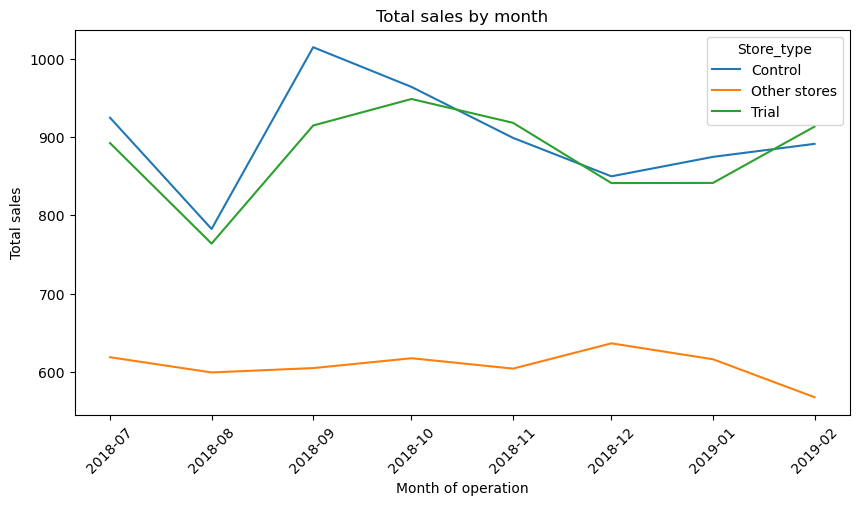 Total sales by month
Store_type
Control
Other stores
Trial
Total sales
1000
900
800
700
600
2018-07
2018-08
2018-09
2018-10
2018-11
2018-12
2019-01
2019-02
Month of operation